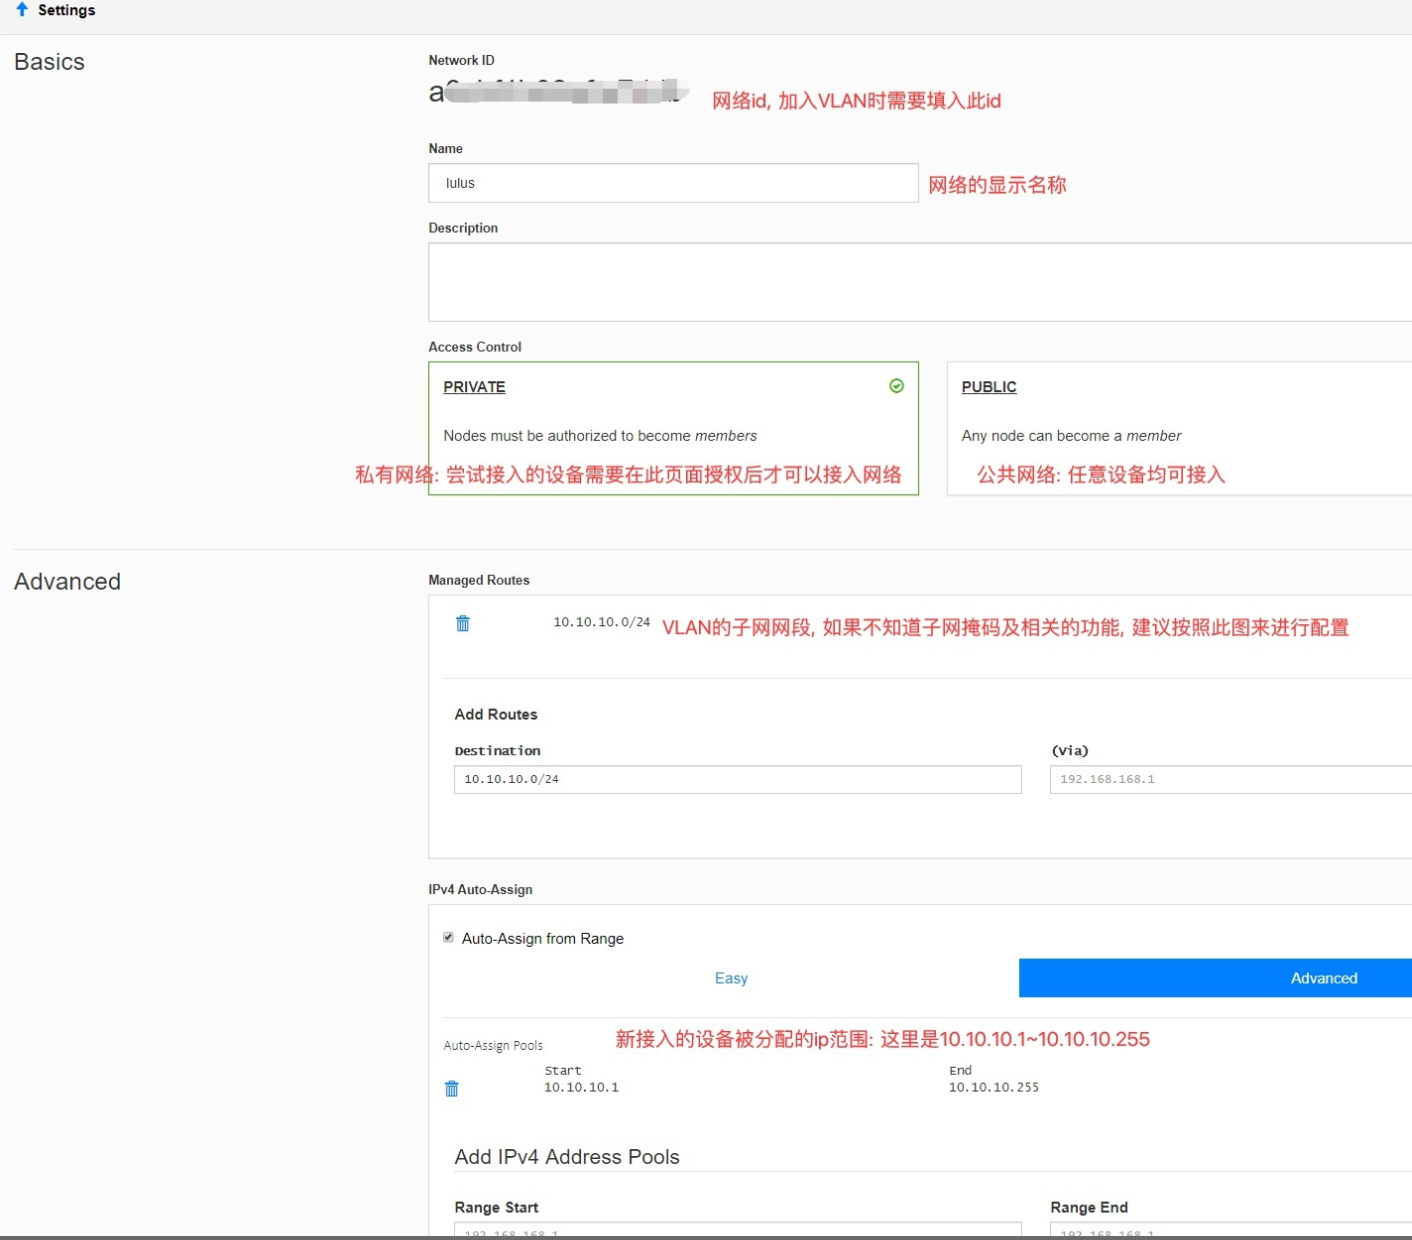 Settings
Basics
Network ID
网络id, 加入VLAN时需要填入此id
Name
lulus
网络的显示名称
Description
Access Control
PRIVATE
PUBLIC
Nodes must be authorized to become members
Any node can become a member
私有网络: 尝试接入的设备需要在此页面授权后才可以接入网络
公共网络: 任意设备均可接入
Advanced
Managed Routes
10.10.10.0/24
VLAN的子网网段, 如果不知道子网掩码及相关的功能, 建议按照此图来进行配置
Add Routes
Destination
(Via)
10.10.10.0/24
192.168.168.1
IPv4 Auto-Assign
Auto-Assign from Range
Easy
Advanced
新接入的设备被分配的ip范围: 这里是10.10.10.1~10.10.10.255
Auto-Assign Pools
Start
End
10.10.10.1
10.10.10.255
Add IPv4 Address Pools
Range Start
Range End
192.168.168.1
192.168.168.1